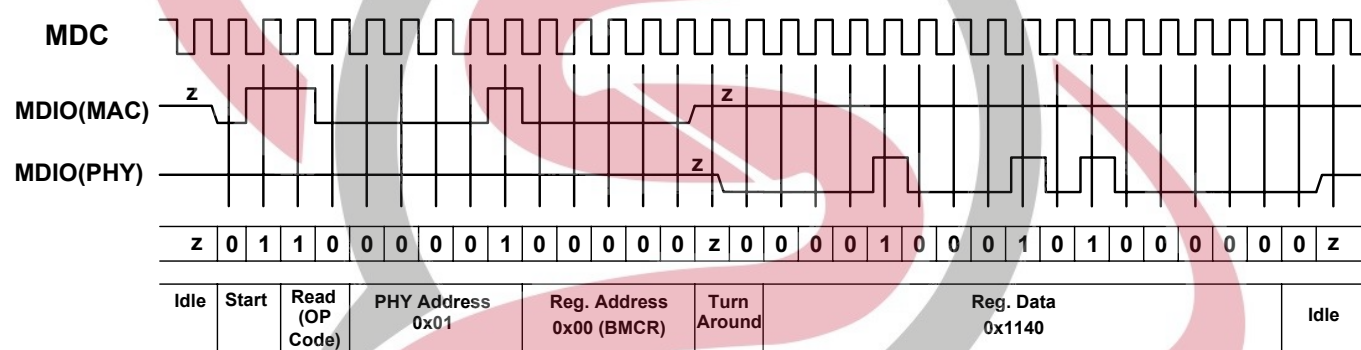 MDC
z
z
MDIO(MAC)
z
MDIO(PHY)
z 0 1 1 0 0 0 0 0 1 0 0 0 0 0 z 0 0 0 0 1 0 0 0 1 0 1 0 0 0 0 0 0 z
Idle
Start
Read
(OP
Code)
PHY Address
0x01
Reg. Address
0x00 (BMCR)
Turn
Around
Reg. Data
0x1140
Idle